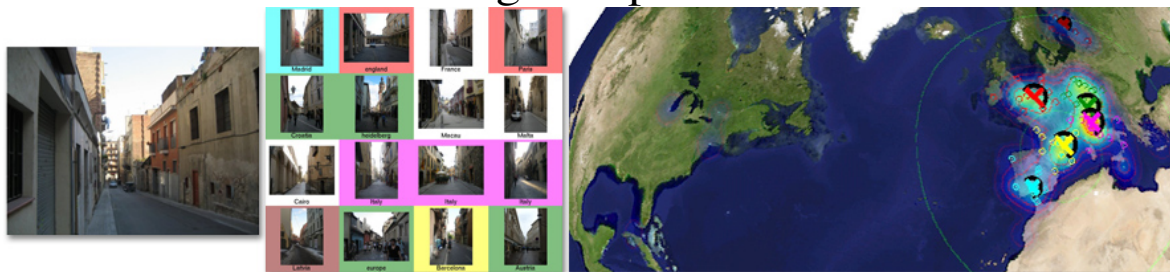 Madrid england France Paris
Croatia heidelberg Macau Malta
Cairo Italy Italy Italy
Latvia europe Barcelona Austria